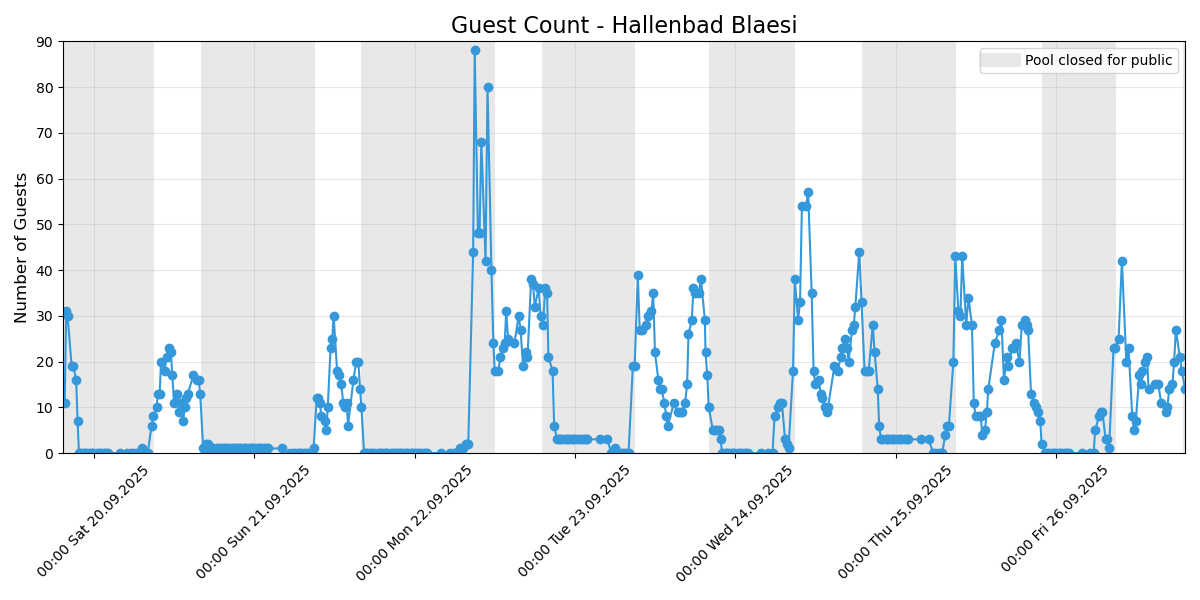 Guest Count - Hallenbad Blaesi
Number of Guests
90
80
70
60
50
40
30
20
10
0
Pool closed for public
00:00 Sat 20.09.2025
00:00 Sun 21.09.2025
00:00 Mon 22.09.2025
00:00 Tue 23.09.2025
00:00 Wed 24.09.2025
00:00 Thu 25.09.2025
00:00 Fri 26.09.2025